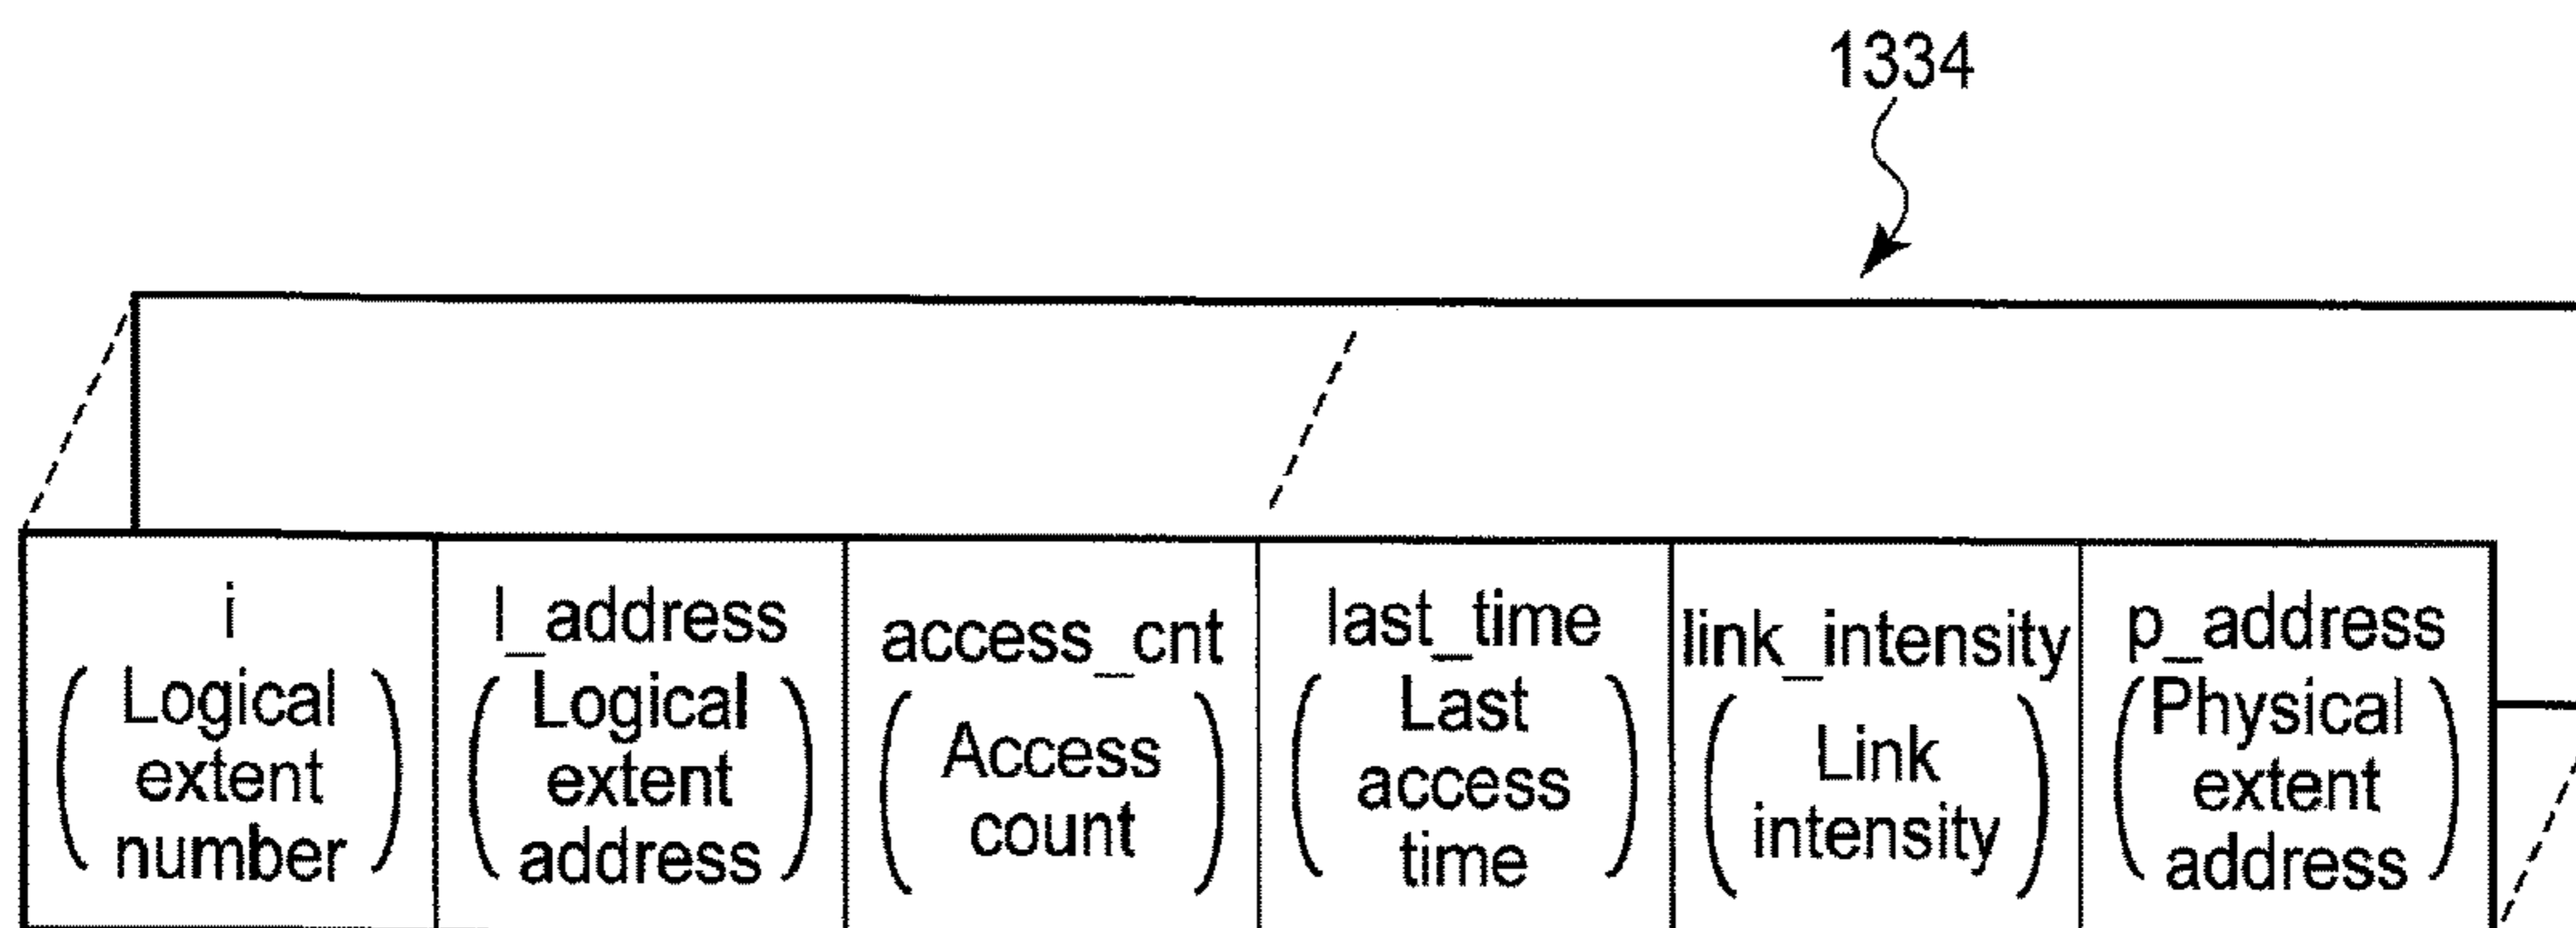 1334
i
(Logical
extent
number)
l_address
(Logical
extent
address)
access_cnt
(Access
count)
last_time
(Last
access
time)
link_intensity
(Link
intensity)
p_address
(Physical
extent
address)